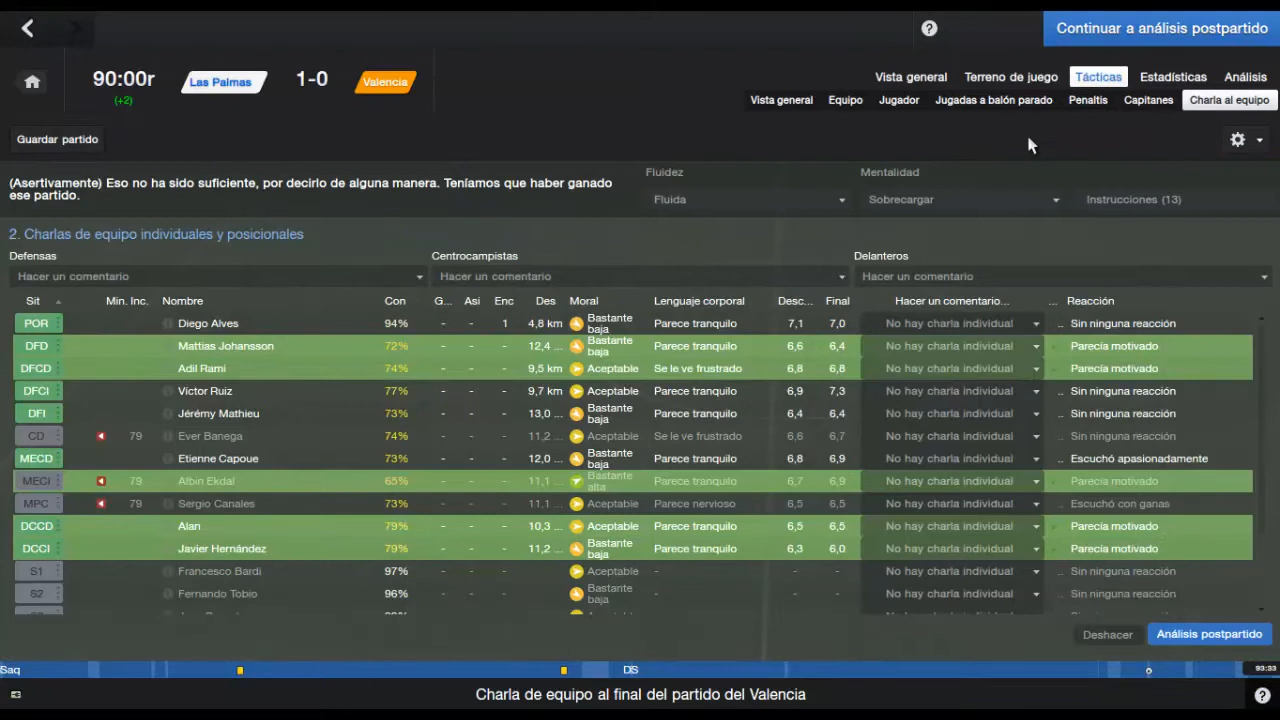 Continuar a análisis postpartido
90:00r
(+2)
Las Palmas
1-0
Valencia
Vista general Terreno de juego Tácticas Estadísticas Análisis
Vista general Equipo Jugador Jugadas a balón parado Penaltis Capitanes Charla al equipo
Guardar partido
(Asertivamente) Eso no ha sido suficiente, por decirlo de alguna manera. Teníamos que haber ganado
ese partido.
Fluidez
Fluida
Mentalidad
Sobrecargar
Instrucciones (13)
2. Charlas de equipo individuales y posicionales
Defensas Centrocampistas Delanteros
Hacer un comentario Hacer un comentario Hacer un comentario
Sit Min. Inc. Nombre Con G... Asi Enc Des Moral Lenguaje corporal Desc... Final Hacer un comentario... ... Reacción
POR Diego Alves 94% - - 1 4,8 km Bastante baja Parece tranquilo 7,1 7,0 No hay charla individual .. Sin ninguna reacción
DFD Mattias Johansson 72% - - - 12,4 ... Bastante baja Parece tranquilo 6,6 6,4 No hay charla individual Parecía motivado
DFCD Adil Rami 74% - - - 9,5 km Aceptable Se le ve frustrado 6,8 6,8 No hay charla individual Parecía motivado
DFCI Víctor Ruiz 77% - - - 9,7 km Aceptable Parece tranquilo 6,9 7,3 No hay charla individual .. Sin ninguna reacción
DFI Jérémy Mathieu 73% - - - 13,0 ... Bastante baja Parece tranquilo 6,4 6,4 No hay charla individual .. Sin ninguna reacción
CD 79 Ever Banega 74% - - - 11,2 ... Aceptable Se le ve frustrado 6,6 6,7 No hay charla individual .. Sin ninguna reacción
MECD Etienne Capoue 73% - - - 12,0 ... Bastante baja Parece tranquilo 6,8 6,9 No hay charla individual .. Escuchó apasionadamente
MECI 79 Albin Ekdal 65% - - - 11,1 ... Bastante alta Parece tranquilo 6,7 6,9 No hay charla individual Parecía motivado
MPC 79 Sergio Canales 73% - - - 11,1 ... Aceptable Parece nervioso 6,5 6,5 No hay charla individual .. Escuchó con ganas
DCCD Alan 79% - - - 10,3 ... Aceptable Parece tranquilo 6,5 6,5 No hay charla individual Parecía motivado
DCCI Javier Hernández 79% - - - 11,2 ... Bastante baja Parece tranquilo 6,3 6,0 No hay charla individual Parecía motivado
S1 Francesco Bardi 97% Aceptable - - - No hay charla individual .. Sin ninguna reacción
S2 Fernando Tobio 96% Bastante baja - - - No hay charla individual .. Sin ninguna reacción
Deshacer Análisis postpartido
Saq DS 93:33
Charla de equipo al final del partido del Valencia